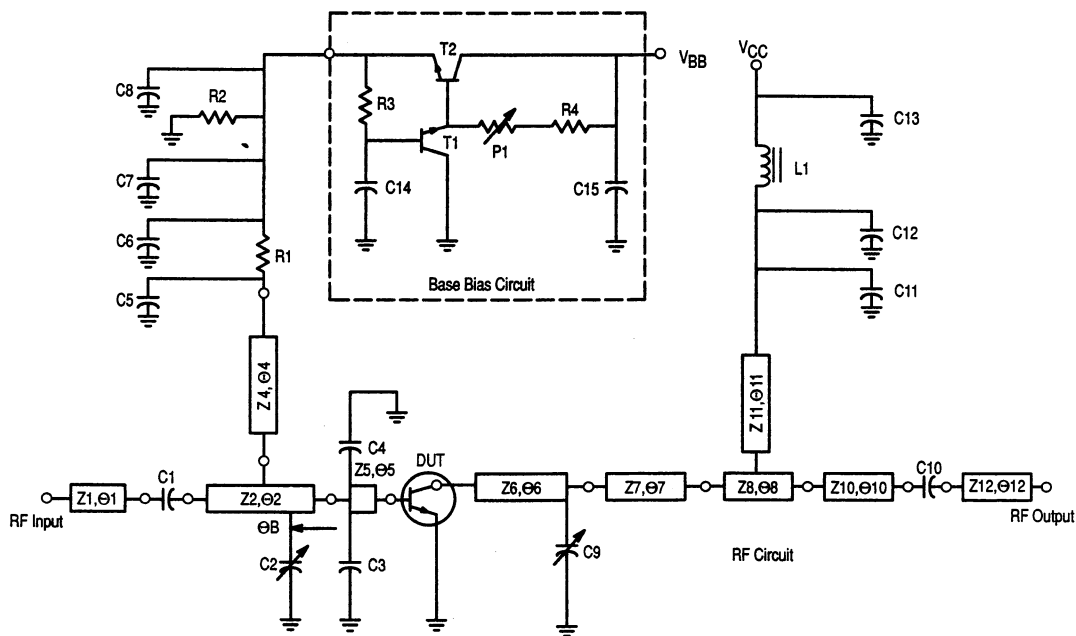 T2
VBB
VCC
C8
R2
R3
R4
C13
T1
P1
L1
C7
C14
C15
C6
C12
R1
Base Bias Circuit
C5
C11
Z4,Θ4
Z11,Θ11
C4
Z5,Θ5
DUT
C1
C10
Z1,Θ1
Z2,Θ2
Z6,Θ6
Z7,Θ7
Z8,Θ8
Z10,Θ10
Z12,Θ12
RF Input
RF Output
ΘB
C2
C3
C9
RF Circuit